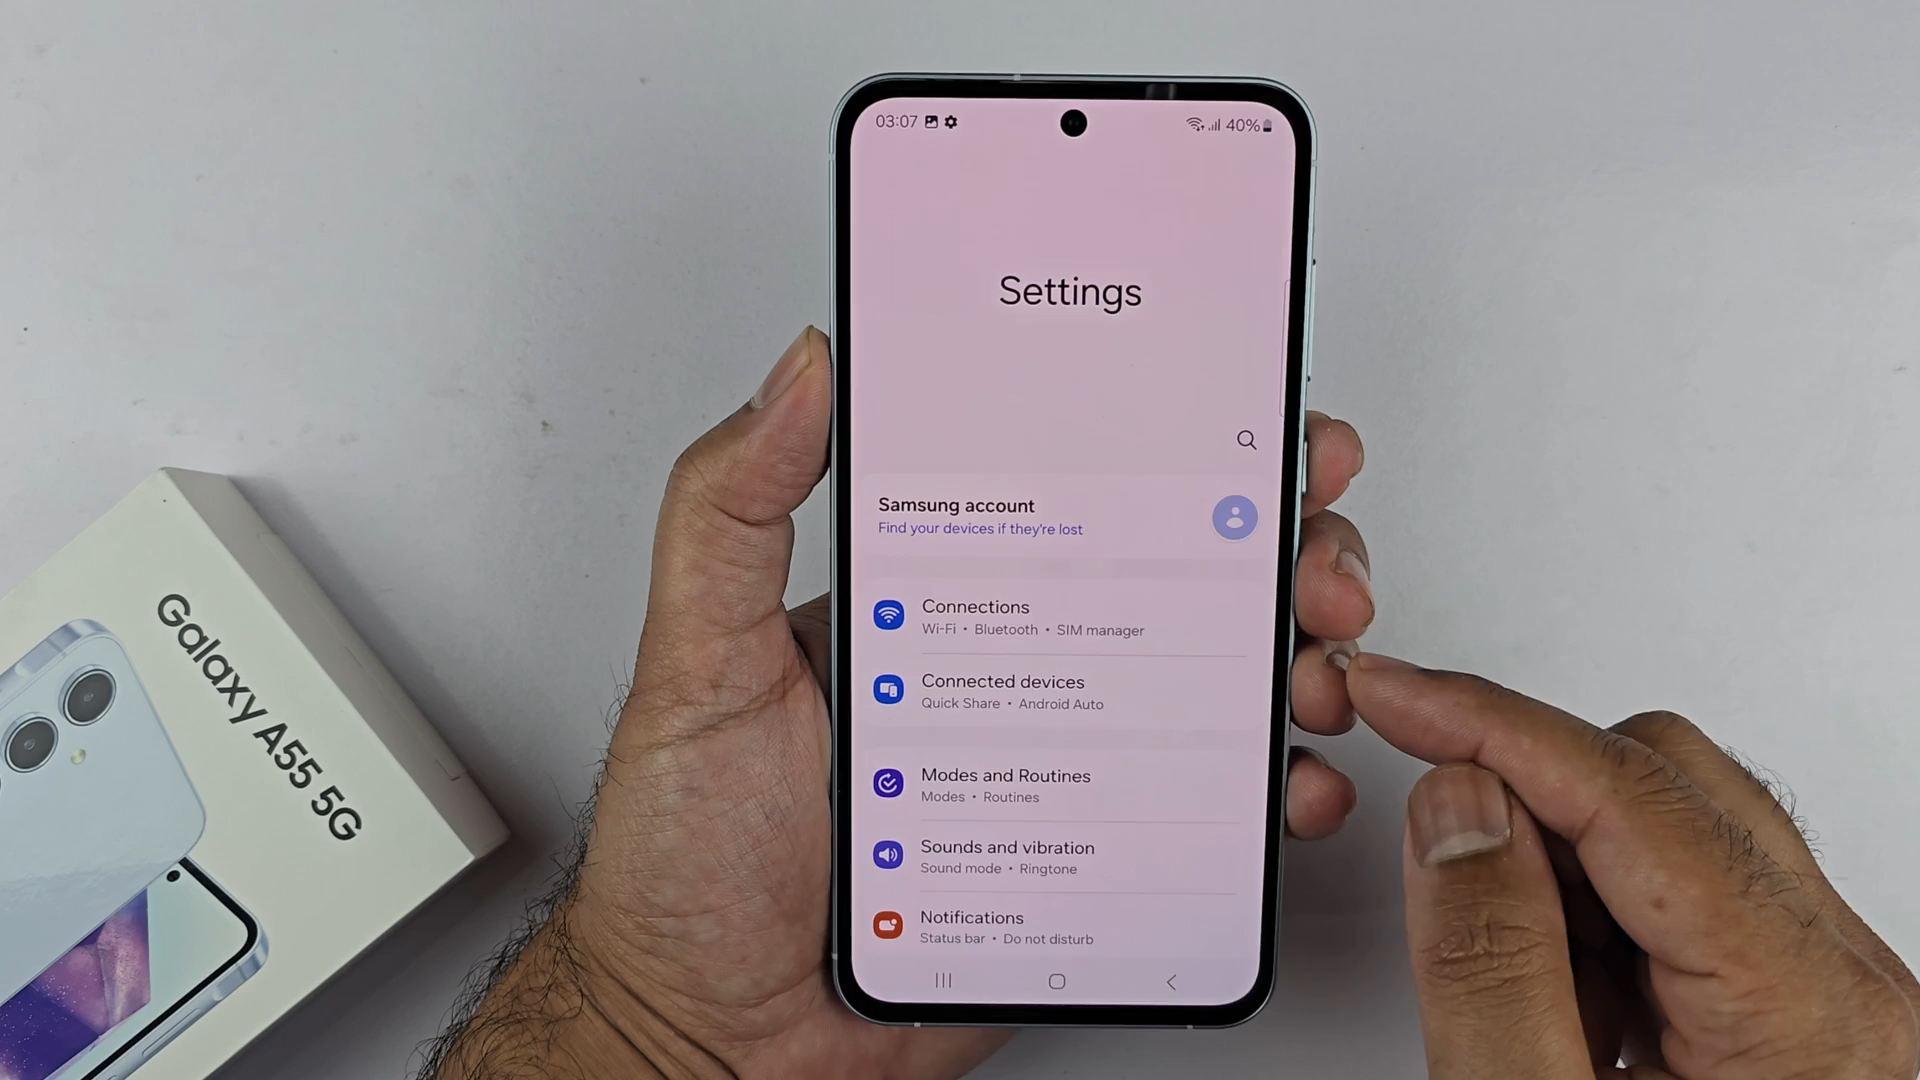 03:07
40%
Settings
Samsung account
Find your devices if they're lost
Connections
Wi-Fi • Bluetooth • SIM manager
Connected devices
Quick Share • Android Auto
Modes and Routines
Modes • Routines
Sounds and vibration
Sound mode • Ringtone
Notifications
Status bar • Do not disturb
Galaxy A55 5G